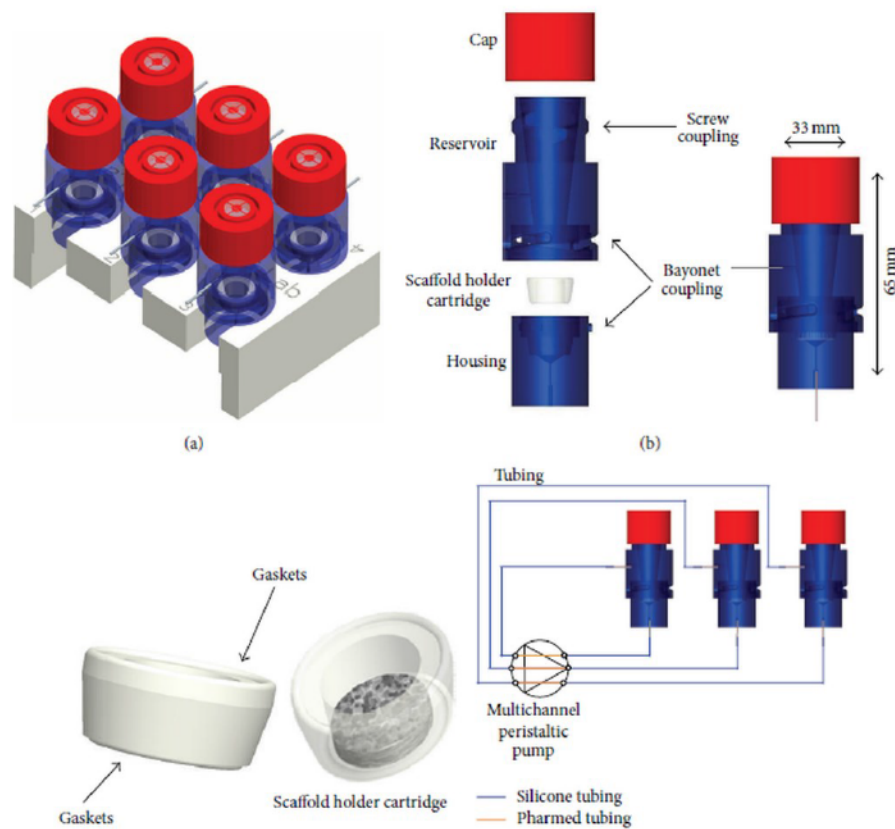 (a)
Cap
Reservoir
Screw
coupling
Scaffold holder
cartridge
Bayonet
coupling
Housing
33 mm
65 mm
(b)
Gaskets
Gaskets
Scaffold holder cartridge
Tubing
Multichannel
peristaltic
pump
Silicone tubing
Pharmed tubing